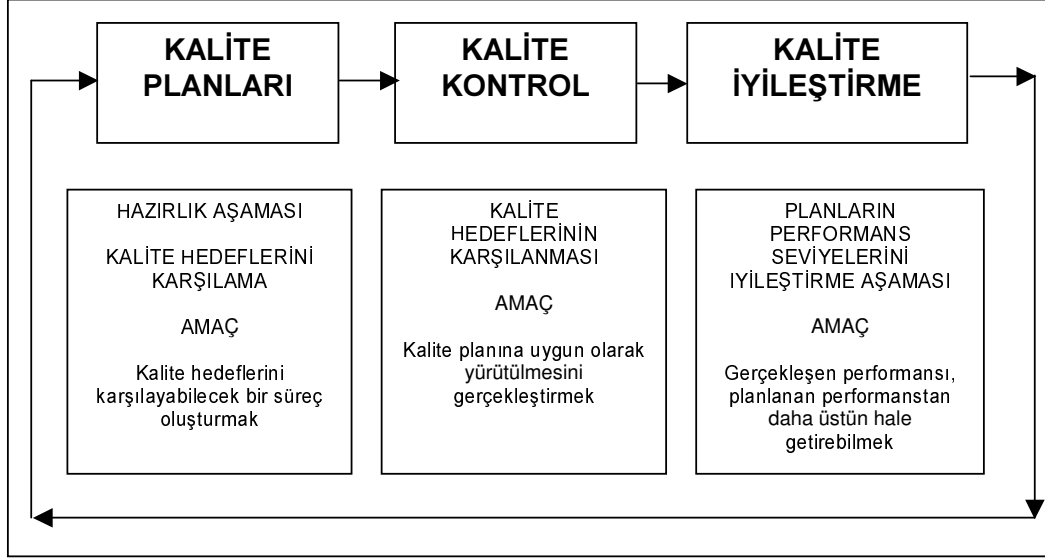 KALİTE
PLANLARI
KALİTE
KONTROL
KALİTE
İYİLEŞTİRME
HAZIRLIK AŞAMASI
KALİTE HEDEFLERİNİ
KARŞILAMA
AMAÇ
Kalite hedeflerini
karşılayabilecek bir süreç
oluşturmak
KALİTE
HEDEFLERİNİN
KARŞILANMASI
AMAÇ
Kalite planına uygun olarak
yürütülmesini
gerçekleştirmek
PLANLARIN
PERFORMANS
SEVİYELERİNİ
IYİLEŞTİRME AŞAMASI
AMAÇ
Gerçekleşen performansı,
planlanan performanstan
daha üstün hale
getirebilmek